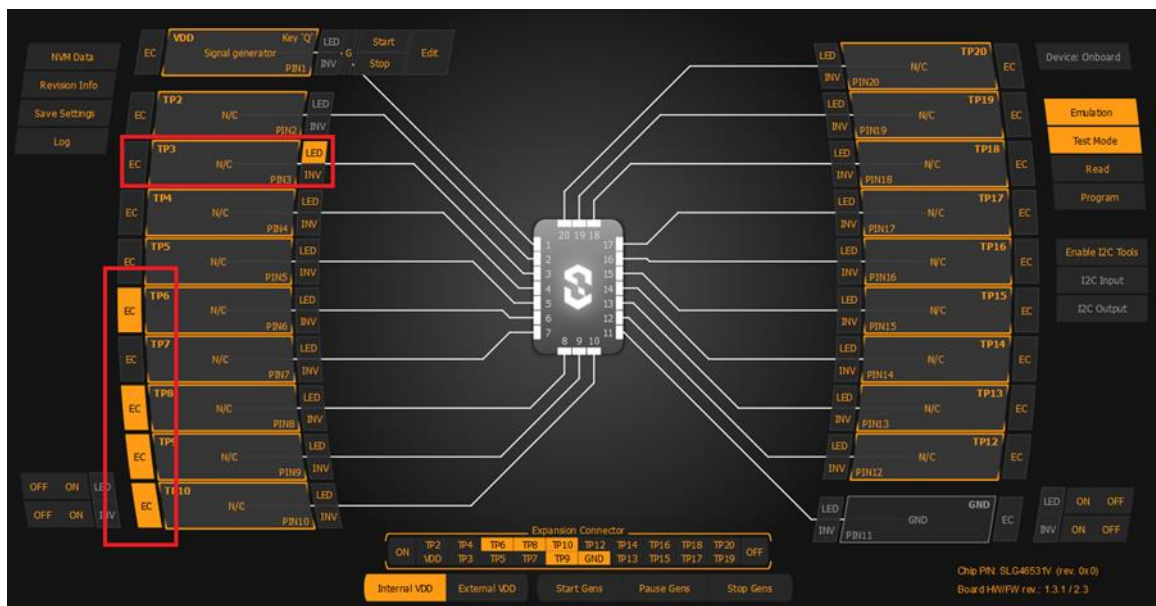 NVM Data
Revision Info
Save Settings
Log
EC VDD Key 'Q' Signal generator PIN1 LED INV G Start Stop Edit
EC TP2 N/C PIN2 LED INV
EC TP3 N/C PIN3 LED INV
EC TP4 N/C PIN4 LED INV
EC TP5 N/C PIN5 LED INV
EC TP6 N/C PIN6 LED INV
EC TP7 N/C PIN7 LED INV
EC TP8 N/C PIN8 LED INV
EC TP9 N/C PIN9 LED INV
EC TP10 N/C PIN10 LED INV
OFF ON LED
OFF ON INV
20 19 18
1 17
2 16
3 15
4 14
5 13
6 12
7 11
8 9 10
LED INV TP20 N/C PIN20 EC
LED INV TP19 N/C PIN19 EC
LED INV TP18 N/C PIN18 EC
LED INV TP17 N/C PIN17 EC
LED INV TP16 N/C PIN16 EC
LED INV TP15 N/C PIN15 EC
LED INV TP14 N/C PIN14 EC
LED INV TP13 N/C PIN13 EC
LED INV TP12 N/C PIN12 EC
LED INV GND GND PIN11 EC
LED ON OFF
INV ON OFF
Device: Onboard
Emulation
Test Mode
Read
Program
Enable I2C Tools
I2C Input
I2C Output
Expansion Connector
ON TP2 TP4 TP6 TP8 TP10 TP12 TP14 TP16 TP18 TP20 OFF
VDD TP3 TP5 TP7 TP9 GND TP13 TP15 TP17 TP19
Internal VDD External VDD Start Gens Pause Gens Stop Gens
Chip P/N: SLG46531V (rev. 0x0)
Board HW/FW rev.: 1.3.1 / 2.3